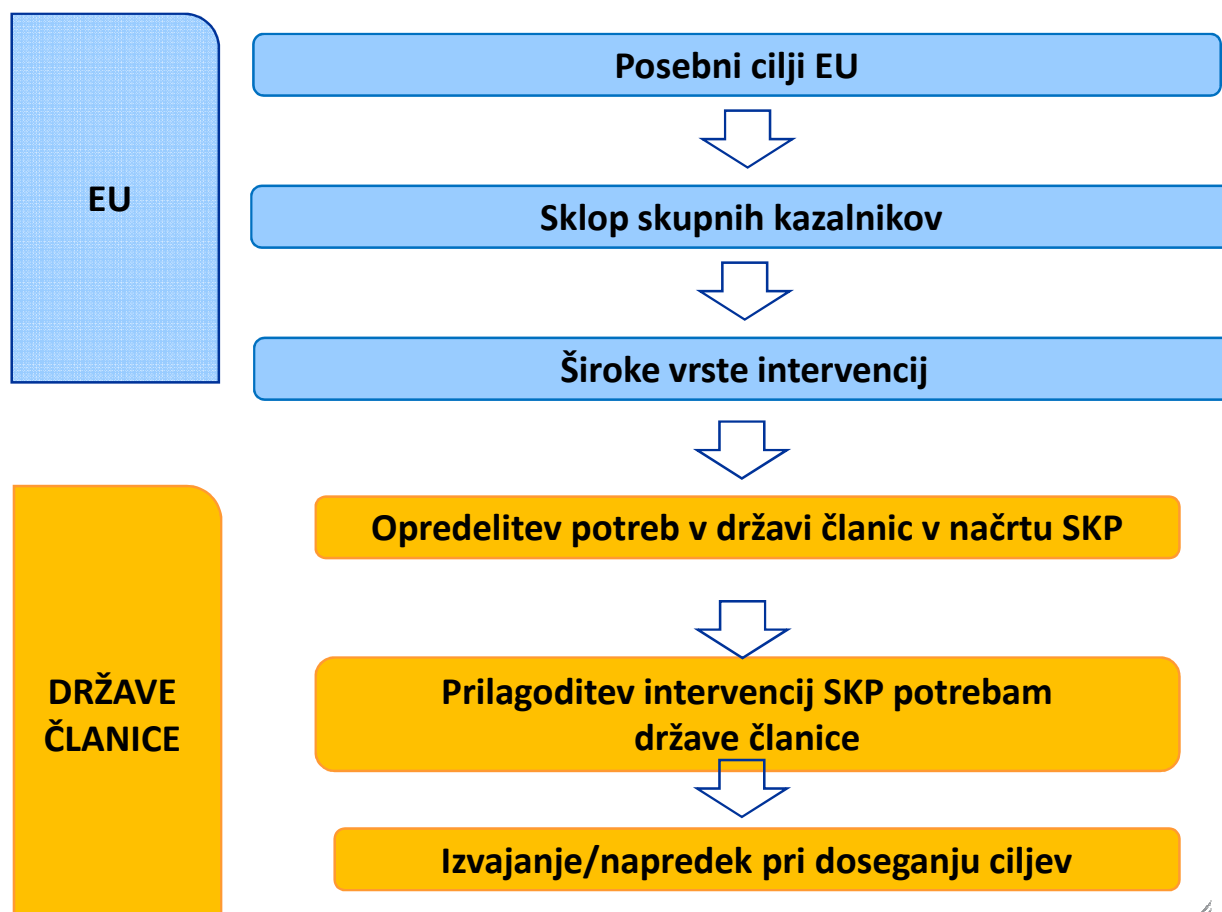 EU
Posebni cilji EU
Sklop skupnih kazalnikov
Široke vrste intervencij
DRŽAVE
ČLANICE
Opredelitev potreb v državi članic v načrtu SKP
Prilagoditev intervencij SKP potrebam
države članice
Izvajanje/napredek pri doseganju ciljev